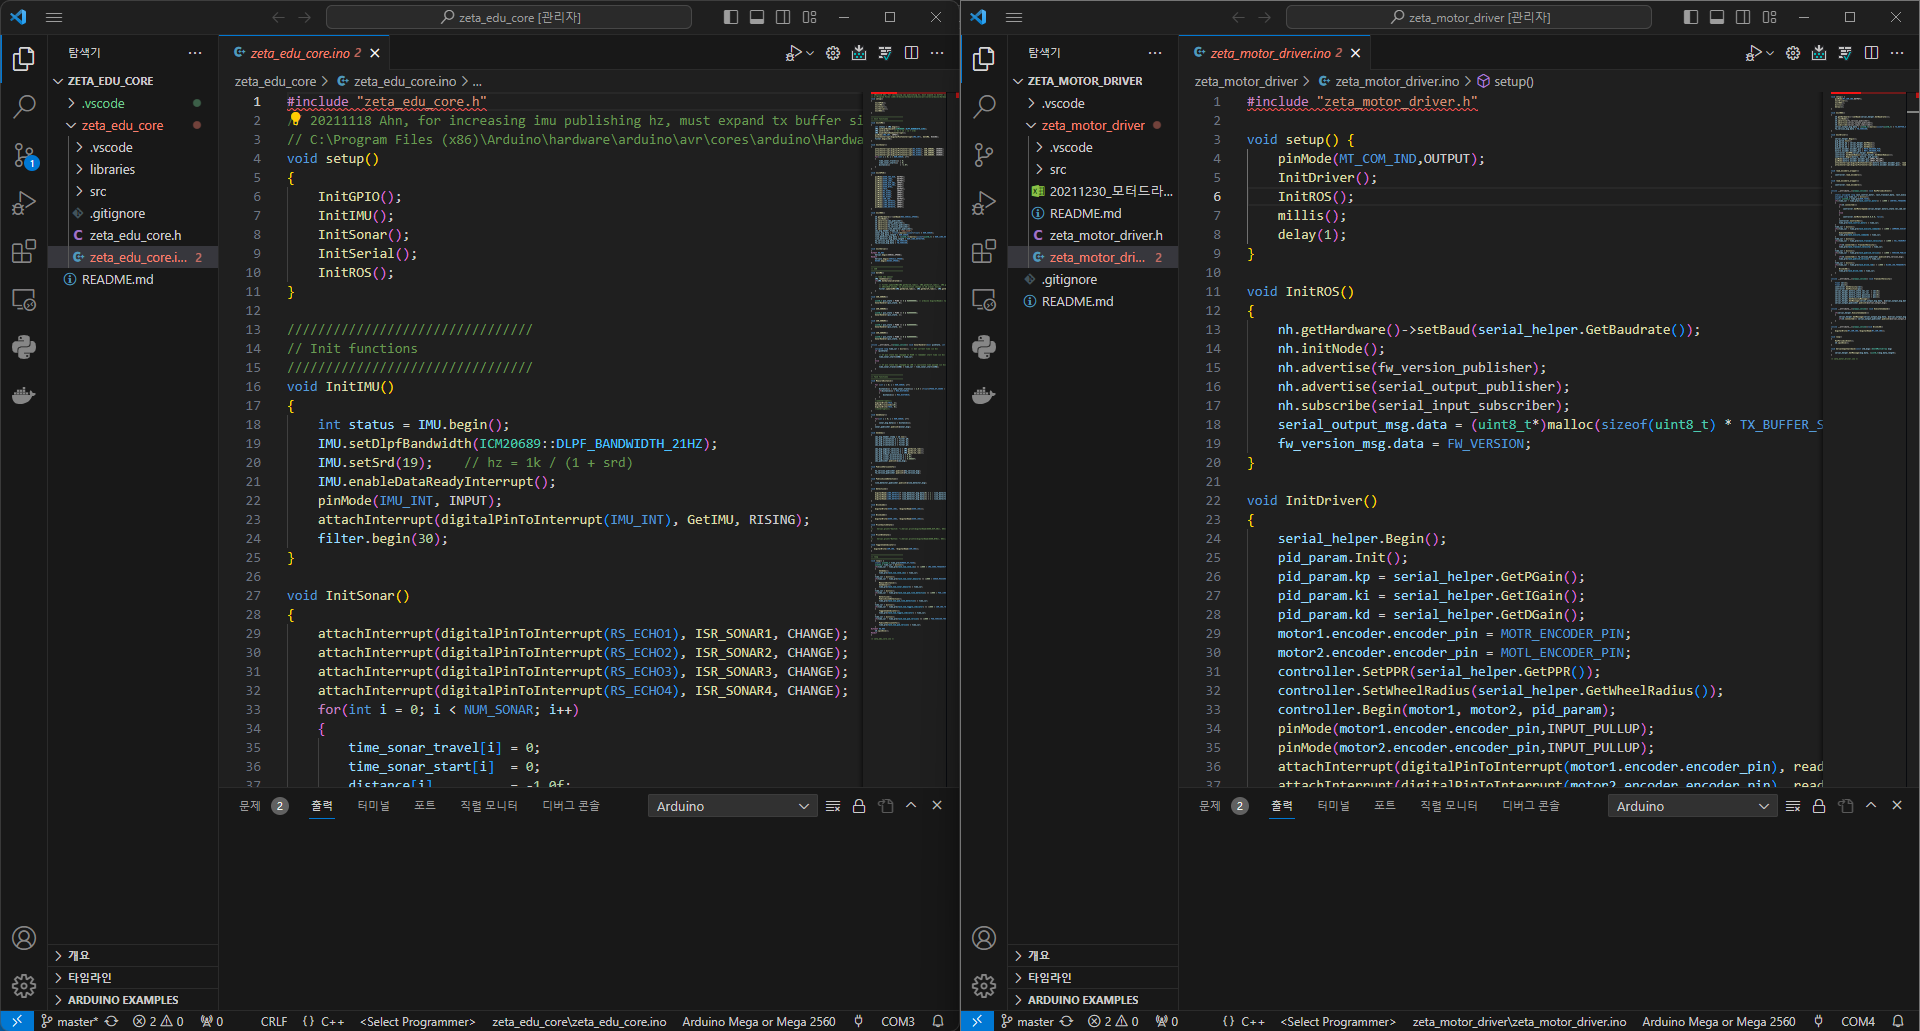 zeta_edu_core [관리자]
탐색기
ZETA_EDU_CORE
.vscode
zeta_edu_core
.vscode
libraries
src
.gitignore
zeta_edu_core.h
zeta_edu_core.i... 2
README.md
개요
타임라인
ARDUINO EXAMPLES
1
zeta_edu_core.ino 2
zeta_edu_core > zeta_edu_core.ino > ...
1 #include "zeta_edu_core.h"
2 20211118 Ahn, for increasing imu publishing hz, must expand tx buffer si
3 // C:\Program Files (x86)\Arduino\hardware\arduino\avr\cores\arduino\Hardwa
4 void setup()
5 {
6 InitGPIO();
7 InitIMU();
8 InitSonar();
9 InitSerial();
10 InitROS();
11 }
12
13 ////////////////////////////////
14 // Init functions
15 ////////////////////////////////
16 void InitIMU()
17 {
18 int status = IMU.begin();
19 IMU.setDlpfBandwidth(ICM20689::DLPF_BANDWIDTH_21HZ);
20 IMU.setSrd(19); // hz = 1k / (1 + srd)
21 IMU.enableDataReadyInterrupt();
22 pinMode(IMU_INT, INPUT);
23 attachInterrupt(digitalPinToInterrupt(IMU_INT), GetIMU, RISING);
24 filter.begin(30);
25 }
26
27 void InitSonar()
28 {
29 attachInterrupt(digitalPinToInterrupt(RS_ECHO1), ISR_SONAR1, CHANGE);
30 attachInterrupt(digitalPinToInterrupt(RS_ECHO2), ISR_SONAR2, CHANGE);
31 attachInterrupt(digitalPinToInterrupt(RS_ECHO3), ISR_SONAR3, CHANGE);
32 attachInterrupt(digitalPinToInterrupt(RS_ECHO4), ISR_SONAR4, CHANGE);
33 for(int i = 0; i < NUM_SONAR; i++)
34 {
35 time_sonar_travel[i] = 0;
36 time_sonar_start[i] = 0;
37 distance[i] = -1.0f;
문제 2 출력 터미널 포트 직렬 모니터 디버그 콘솔 Arduino
master* 2 0 0 CRLF {} C++ <Select Programmer> zeta_edu_core\zeta_edu_core.ino Arduino Mega or Mega 2560 COM3
zeta_motor_driver [관리자]
탐색기
ZETA_MOTOR_DRIVER
.vscode
zeta_motor_driver
.vscode
src
20211230_모터드라...
README.md
zeta_motor_driver.h
zeta_motor_dri... 2
.gitignore
README.md
개요
타임라인
ARDUINO EXAMPLES
zeta_motor_driver.ino 2
zeta_motor_driver > zeta_motor_driver.ino > setup()
1 #include "zeta_motor_driver.h"
2
3 void setup() {
4 pinMode(MT_COM_IND,OUTPUT);
5 InitDriver();
6 InitROS();
7 millis();
8 delay(1);
9 }
10
11 void InitROS()
12 {
13 nh.getHardware()->setBaud(serial_helper.GetBaudrate());
14 nh.initNode();
15 nh.advertise(fw_version_publisher);
16 nh.advertise(serial_output_publisher);
17 nh.subscribe(serial_input_subscriber);
18 serial_output_msg.data = (uint8_t*)malloc(sizeof(uint8_t) * TX_BUFFER_S
19 fw_version_msg.data = FW_VERSION;
20 }
21
22 void InitDriver()
23 {
24 serial_helper.Begin();
25 pid_param.Init();
26 pid_param.kp = serial_helper.GetPGain();
27 pid_param.ki = serial_helper.GetIGain();
28 pid_param.kd = serial_helper.GetDGain();
29 motor1.encoder.encoder_pin = MOTR_ENCODER_PIN;
30 motor2.encoder.encoder_pin = MOTL_ENCODER_PIN;
31 controller.SetPPR(serial_helper.GetPPR());
32 controller.SetWheelRadius(serial_helper.GetWheelRadius());
33 controller.Begin(motor1, motor2, pid_param);
34 pinMode(motor1.encoder.encoder_pin,INPUT_PULLUP);
35 pinMode(motor2.encoder.encoder_pin,INPUT_PULLUP);
36 attachInterrupt(digitalPinToInterrupt(motor1.encoder.encoder_pin), read
37 attachInterrupt(digitalPinToInterrupt(motor2.encoder.encoder_pin), read
문제 2 출력 터미널 포트 직렬 모니터 디버그 콘솔 Arduino
master 2 0 0 {} C++ <Select Programmer> zeta_motor_driver\zeta_motor_driver.ino Arduino Mega or Mega 2560 COM4